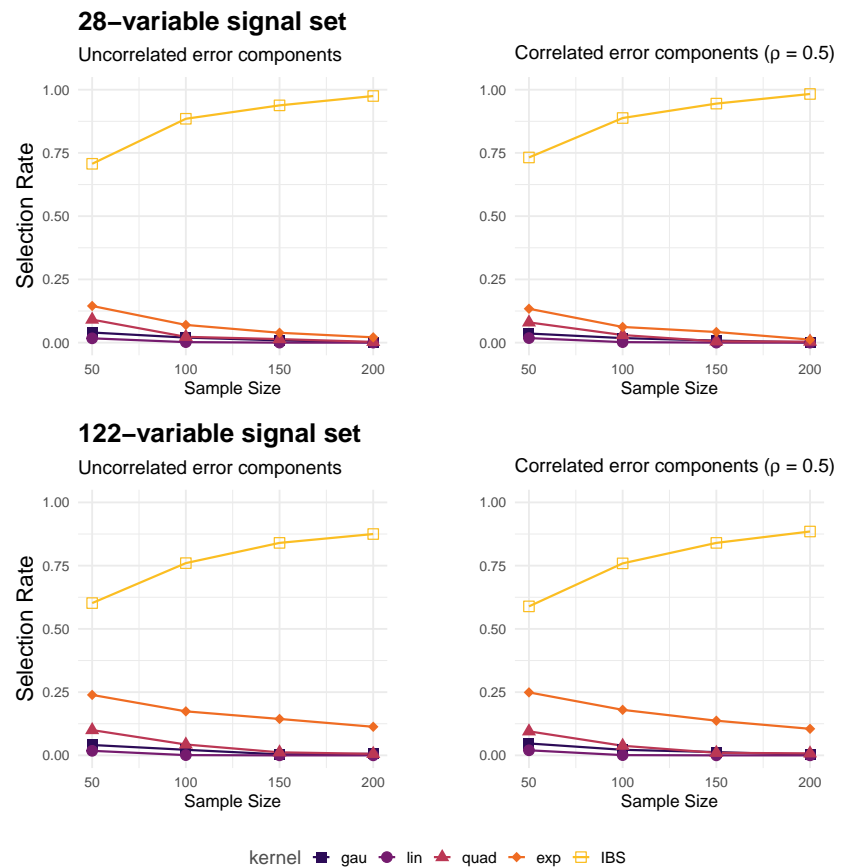 28−variable signal set
Uncorrelated error components
Correlated error components (ρ = 0.5)
Selection Rate
1.00
0.75
0.50
0.25
0.00
50 100 150 200
Sample Size
1.00
0.75
0.50
0.25
0.00
50 100 150 200
Sample Size
122−variable signal set
Uncorrelated error components
Correlated error components (ρ = 0.5)
Selection Rate
1.00
0.75
0.50
0.25
0.00
50 100 150 200
Sample Size
1.00
0.75
0.50
0.25
0.00
50 100 150 200
Sample Size
kernel gau lin quad exp IBS